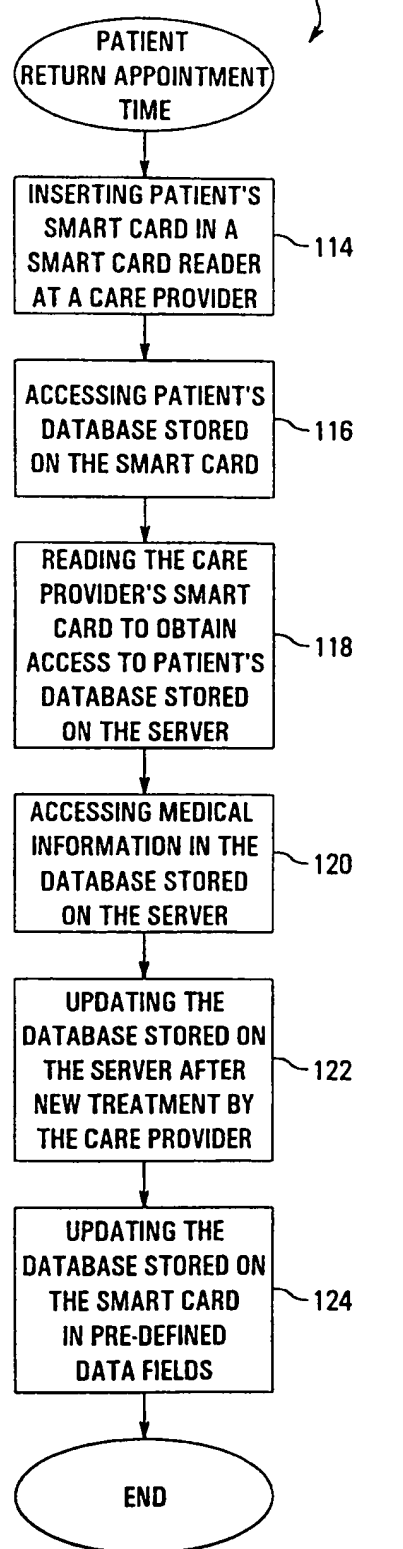 PATIENT
RETURN APPOINTMENT
TIME
INSERTING PATIENT'S
SMART CARD IN A
SMART CARD READER
AT A CARE PROVIDER
114
ACCESSING PATIENT'S
DATABASE STORED
ON THE SMART CARD
116
READING THE CARE
PROVIDER'S SMART
CARD TO OBTAIN
ACCESS TO PATIENT'S
DATABASE STORED
ON THE SERVER
118
ACCESSING MEDICAL
INFORMATION IN THE
DATABASE STORED
ON THE SERVER
120
UPDATING THE
DATABASE STORED ON
THE SERVER AFTER
NEW TREATMENT BY
THE CARE PROVIDER
122
UPDATING THE
DATABASE STORED ON
THE SMART CARD
IN PRE-DEFINED
DATA FIELDS
124
END